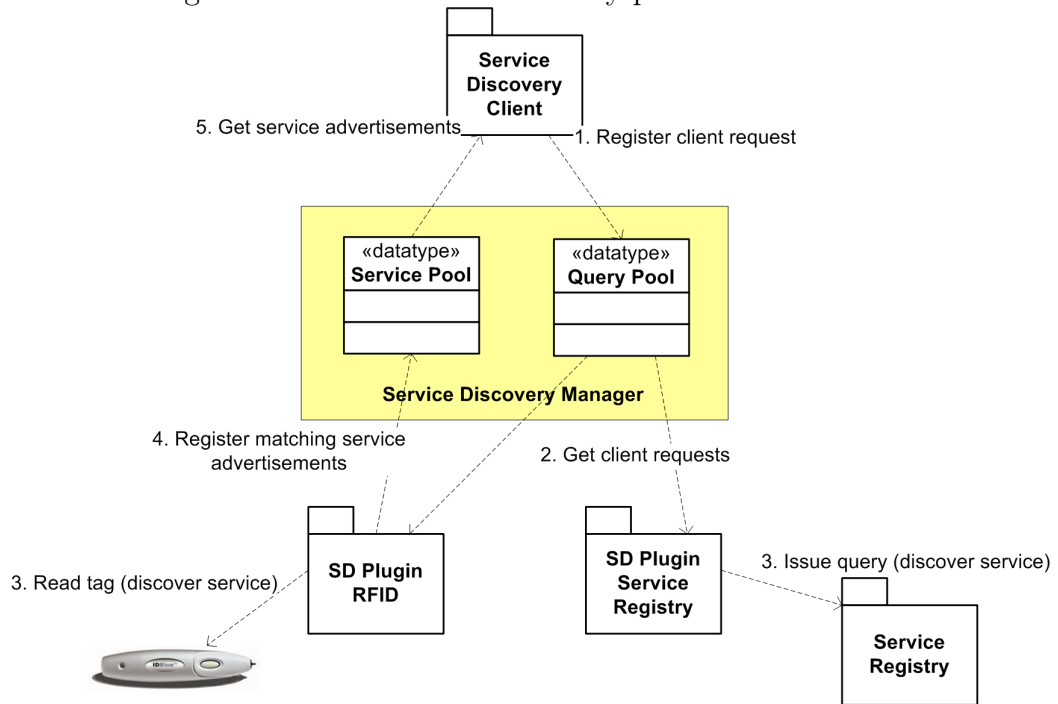 Service
Discovery
Client
5. Get service advertisements
1. Register client request
«datatype»
Service Pool
«datatype»
Query Pool
Service Discovery Manager
4. Register matching service
advertisements
2. Get client requests
SD Plugin
RFID
SD Plugin
Service
Registry
3. Read tag (discover service)
3. Issue query (discover service)
Service
Registry